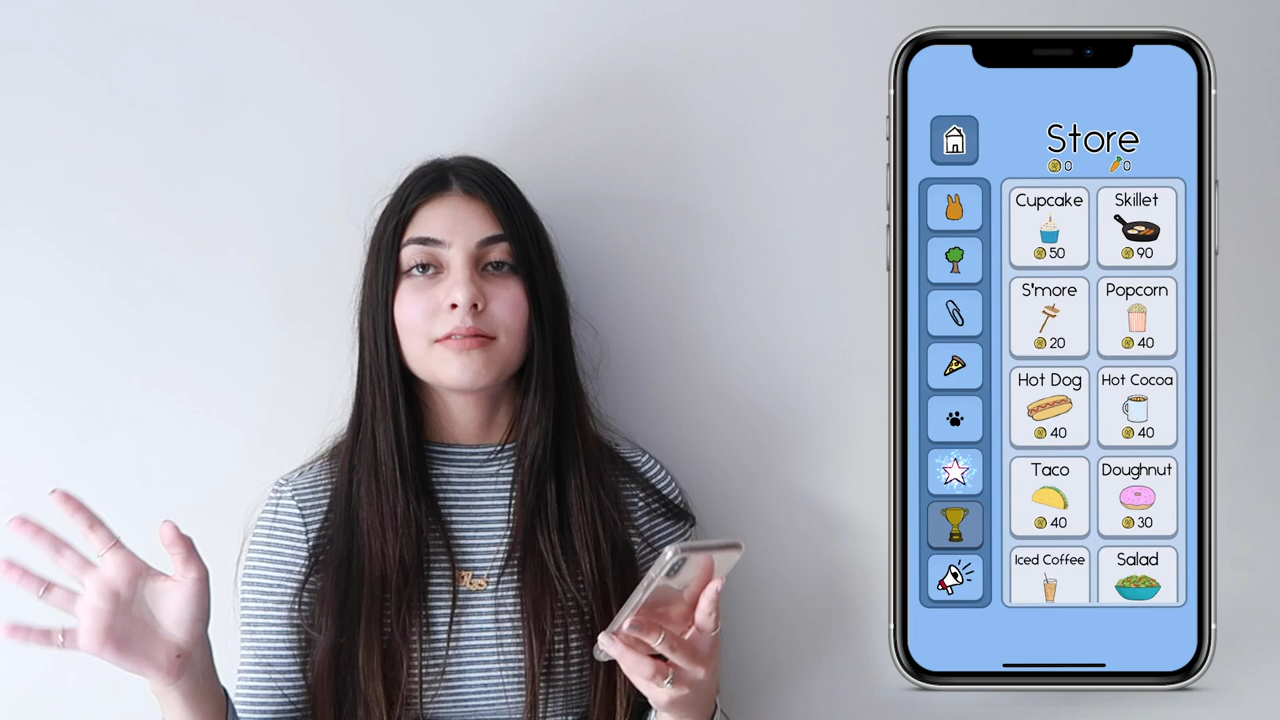 Store
0 0
Cupcake Skillet
50 90
S'more Popcorn
20 40
Hot Dog Hot Cocoa
40 40
Taco Doughnut
40 30
Iced Coffee Salad